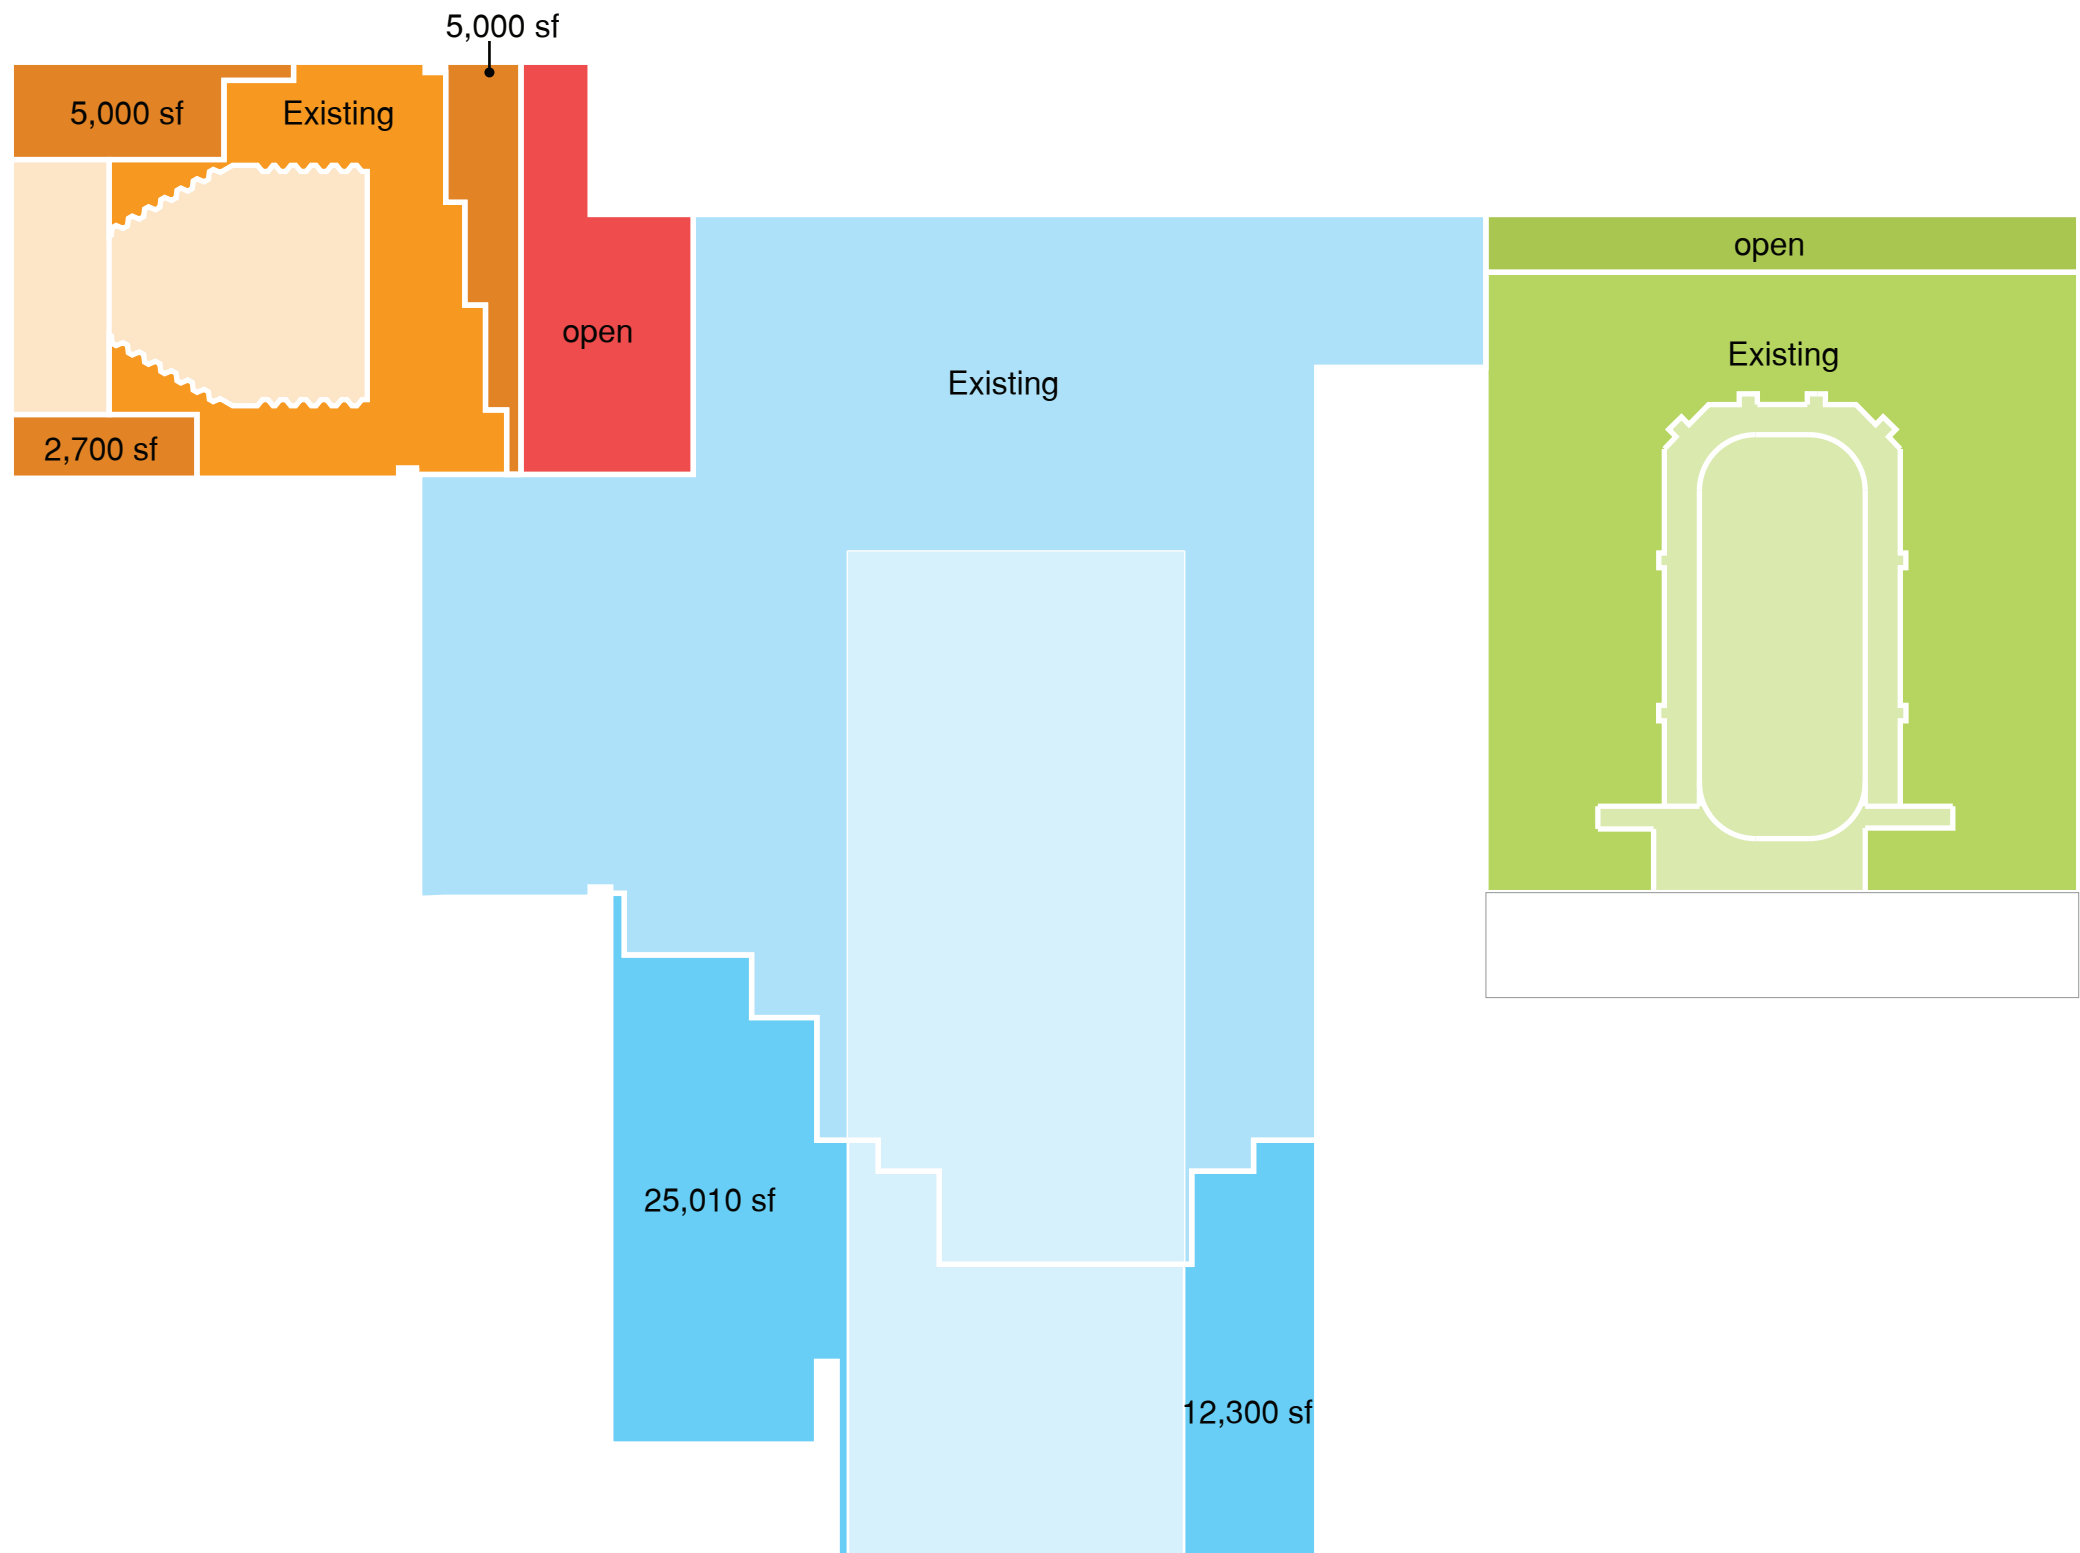 5,000 sf
5,000 sf
Existing
open
open
Existing
Existing
2,700 sf
25,010 sf
12,300 sf